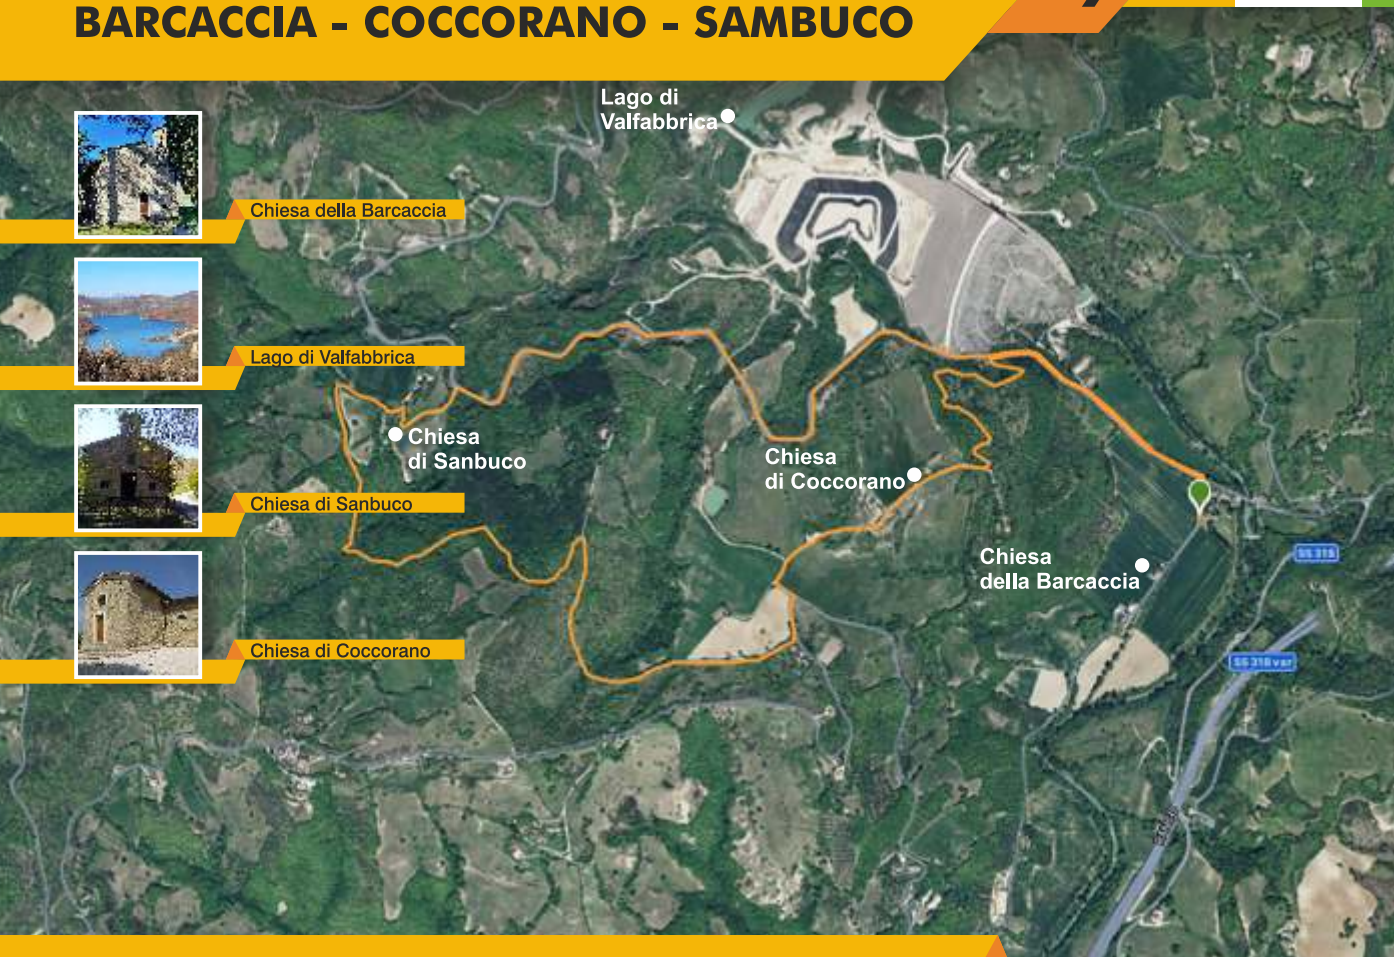 BARCACCIA - COCCORANO - SAMBUCO
Lago di
Valfabbrica
Chiesa della Barcaccia
Lago di Valfabbrica
Chiesa di Sanbuco
Chiesa di Coccorano
Chiesa
di Sanbuco
Chiesa
di Coccorano
Chiesa
della Barcaccia
SS 318
SS 318 var